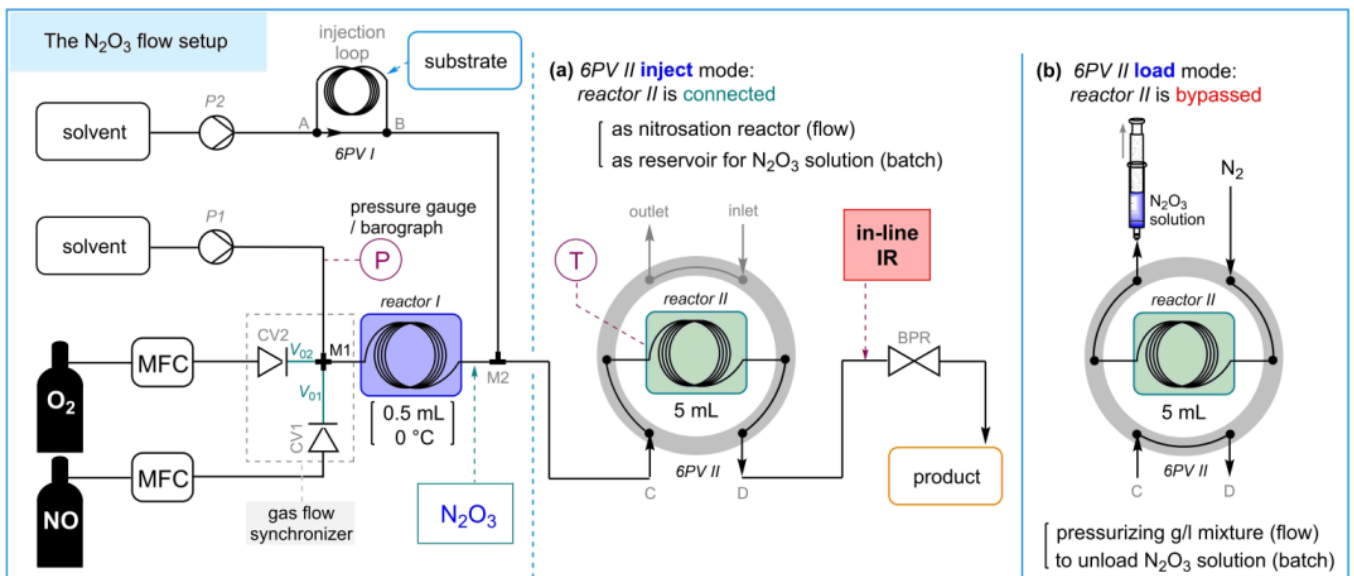 The N₂O₃ flow setup
injection
loop
substrate
P2
solvent
A
B
6PV I
P1
solvent
pressure gauge
/ barograph
P
reactor I
CV2
V₀₂
M1
MFC
O₂
V₀₁
0.5 mL
0 °C
M2
CV1
MFC
NO
gas flow
synchronizer
N₂O₃
(a) 6PV II inject mode:
reactor II is connected
as nitrosation reactor (flow)
as reservoir for N₂O₃ solution (batch)
outlet
inlet
T
in-line
IR
reactor II
5 mL
BPR
6PV II
C
D
product
(b) 6PV II load mode:
reactor II is bypassed
N₂
N₂O₃
solution
reactor II
5 mL
6PV II
C
D
pressurizing g/l mixture (flow)
to unload N₂O₃ solution (batch)